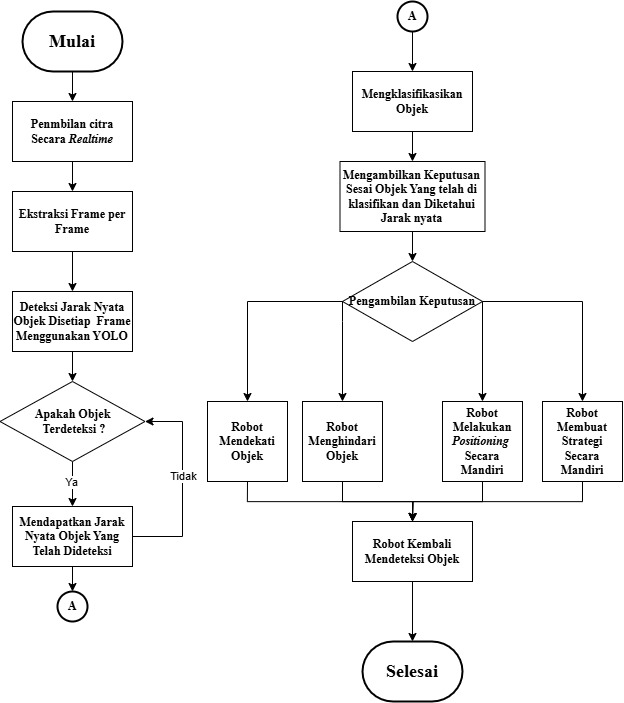 Mulai
Penmbilan citra
Secara Realtime
Ekstraksi Frame per
Frame
Deteksi Jarak Nyata
Objek Disetiap Frame
Menggunakan YOLO
Apakah Objek
Terdeteksi ?
Ya
Tidak
Mendapatkan Jarak
Nyata Objek Yang
Telah Dideteksi
A
A
Mengklasifikasikan
Objek
Mengambilkan Keputusan
Sesai Objek Yang telah di
klasifikan dan Diketahui
Jarak nyata
Pengambilan Keputusan
Robot
Mendekati
Objek
Robot
Menghindari
Objek
Robot
Melakukan
Positioning
Secara
Mandiri
Robot
Membuat
Strategi
Secara
Mandiri
Robot Kembali
Mendeteksi Objek
Selesai